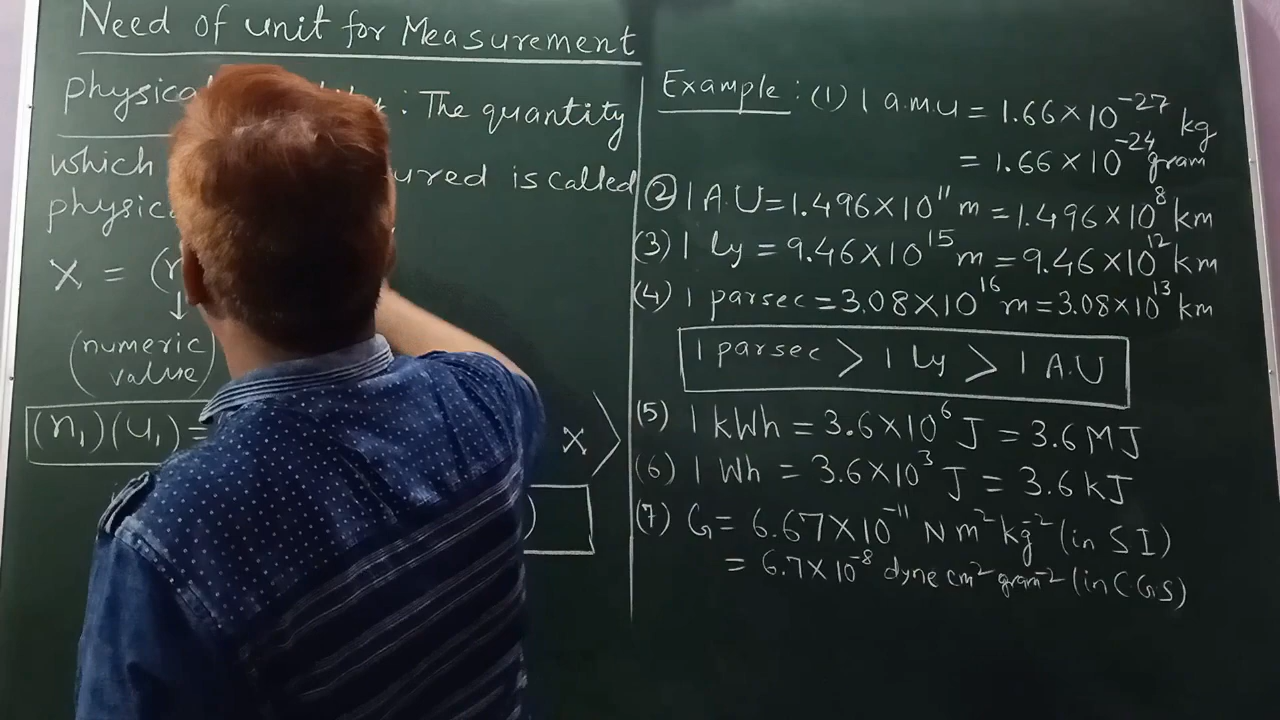 Need of unit for Measurement
physical : The quantity
which is called
physica
X = (n
↓
(numeric
value)
(n₁)(u₁) =
X
)
Example : (1) 1 a.m.u = 1.66×10⁻²⁷ kg
= 1.66×10⁻²⁴ gram
② 1 A.U = 1.496×10¹¹ m = 1.496×10⁸ km
(3) 1 ly = 9.46×10¹⁵ m = 9.46×10¹² km
(4) 1 parsec = 3.08×10¹⁶ m = 3.08×10¹³ km
1 parsec > 1 ly > 1 A.U
(5) 1 kWh = 3.6×10⁶ J = 3.6 MJ
(6) 1 Wh = 3.6×10³ J = 3.6 kJ
(7) G = 6.67×10⁻¹¹ N m² kg⁻² (in SI)
= 6.7×10⁻⁸ dyne cm² gram⁻² (in CGS)